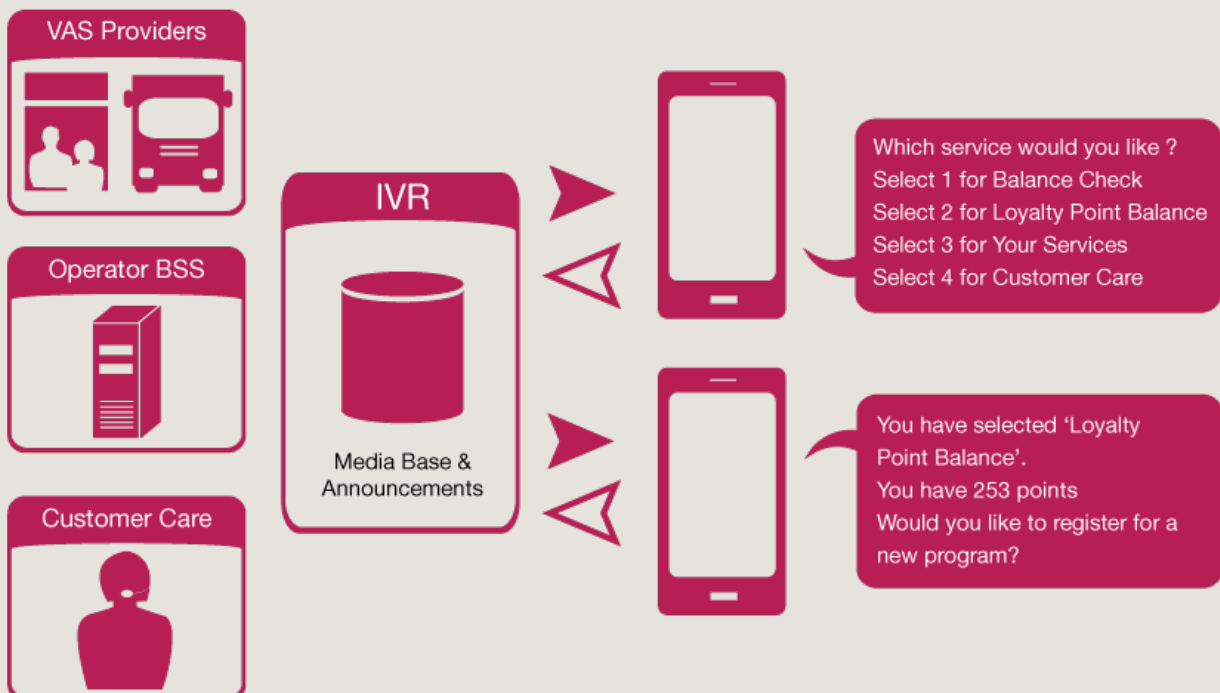 VAS Providers
Operator BSS
Customer Care
IVR
Media Base &
Announcements
Which service would you like ?
Select 1 for Balance Check
Select 2 for Loyalty Point Balance
Select 3 for Your Services
Select 4 for Customer Care
You have selected ‘Loyalty
Point Balance’.
You have 253 points
Would you like to register for a
new program?